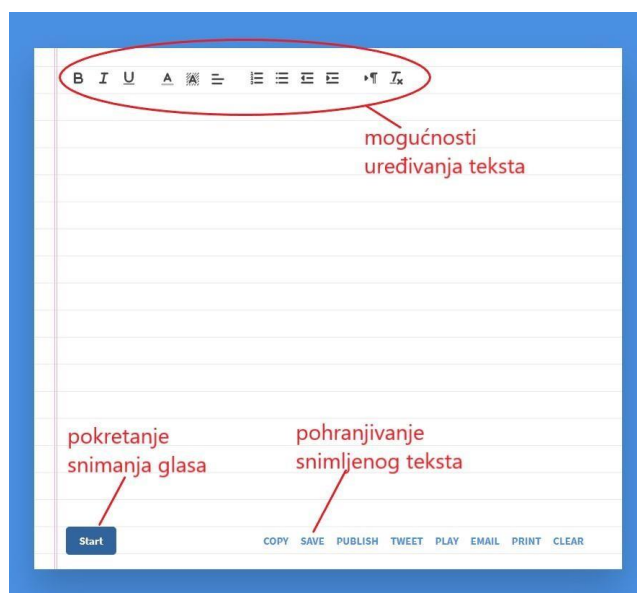 B I U A A
mogućnosti
uređivanja teksta
pokretanje
snimanja glasa
pohranjivanje
snimljenog teksta
Start COPY SAVE PUBLISH TWEET PLAY EMAIL PRINT CLEAR